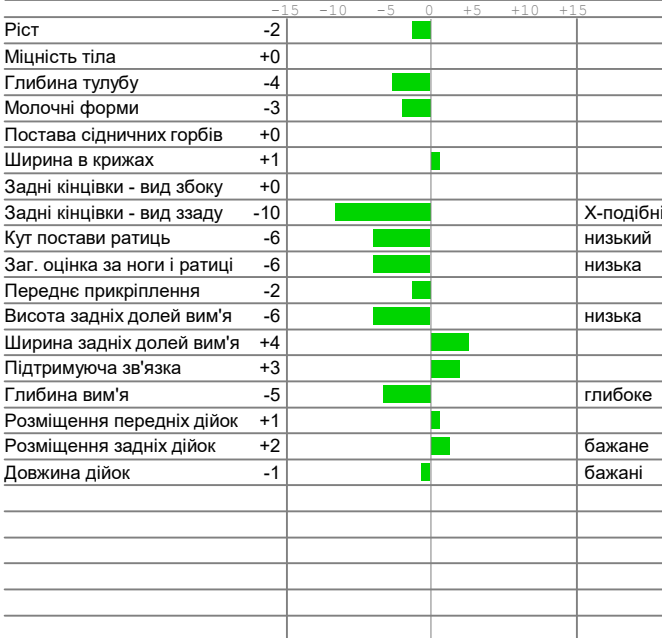 -15 -10 -5 0 +5 +10 +15
Ріст -2
Міцність тіла +0
Глибина тулубу -4
Молочні форми -3
Постава сідничних горбів +0
Ширина в крижах +1
Задні кінцівки - вид збоку +0
Задні кінцівки - вид ззаду -10 Х-подібні
Кут постави ратиць -6 низький
Заг. оцінка за ноги і ратиці -6 низька
Переднє прикріплення -2
Висота задніх долей вим'я -6 низька
Ширина задніх долей вим'я +4
Підтримуюча зв'язка +3
Глибина вим'я -5 глибоке
Розміщення передніх дійок +1
Розміщення задніх дійок +2 бажане
Довжина дійок -1 бажані